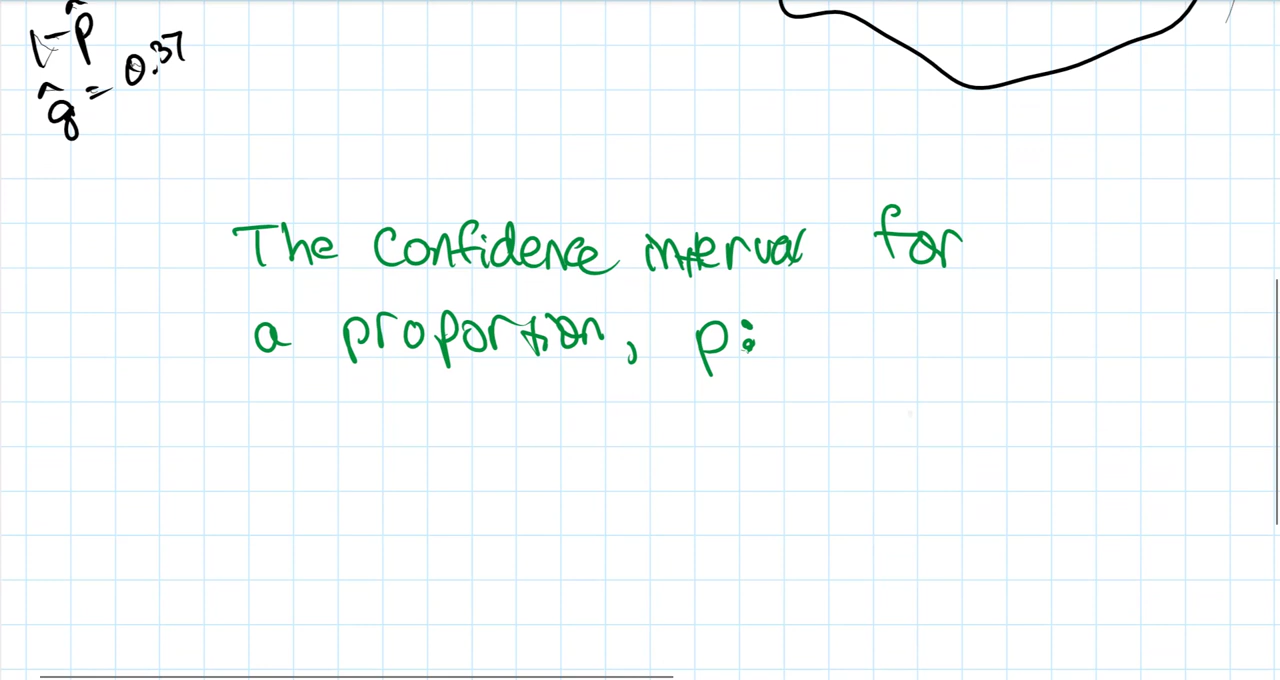 1-p̂
q̂ = 0.37
The Confidence interval for
a proportion, p: